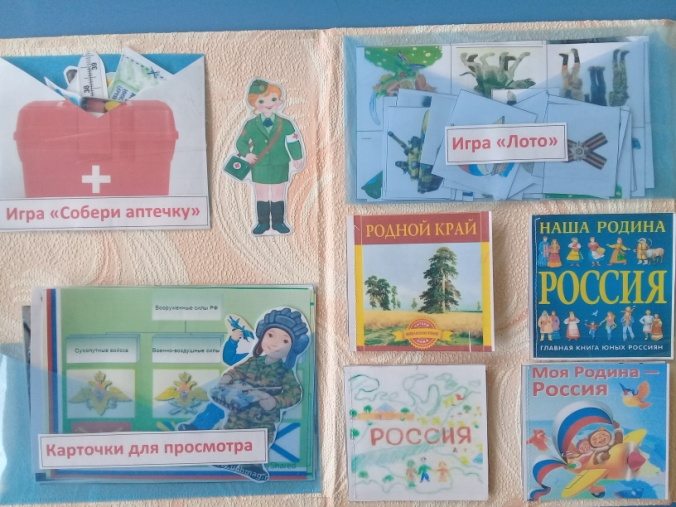 Игра «Собери аптечку»
Игра «Лото»
РОДНОЙ КРАЙ
НАША РОДИНА
РОССИЯ
ГЛАВНАЯ КНИГА ЮНЫХ РОССИЯН
Вооруженные силы РФ
Сухопутные войска
Военно-воздушные силы
Карточки для просмотра
РОССИЯ
Моя Родина —
Россия